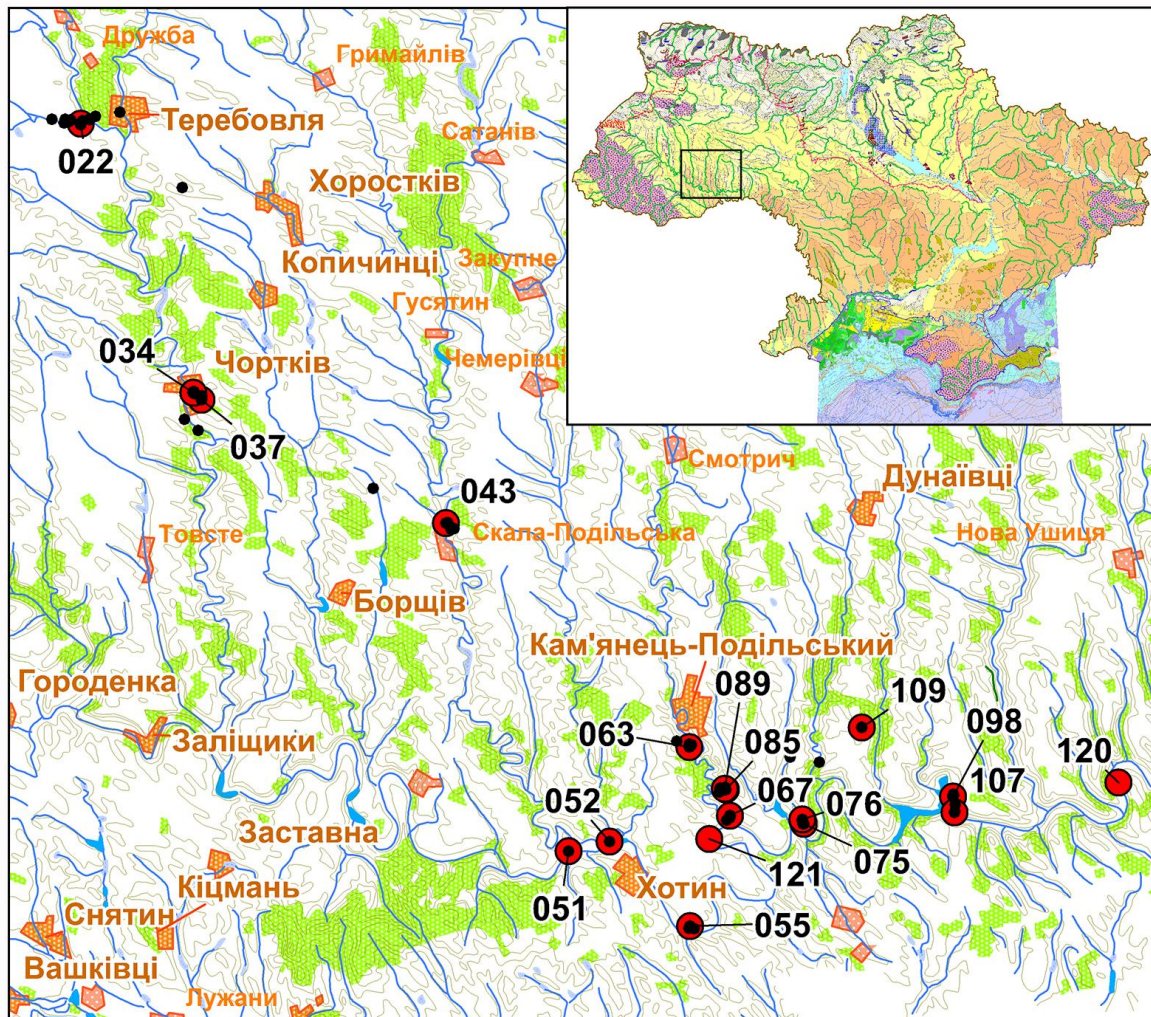 Дружба
Гримайлів
Теребовля
022
Сатанів
Хоростків
Копичинці
Закупне
Гусятин
034
Чортків
Чемерівці
037
Смотрич
043
Дунаївці
Товсте
Скала-Подільська
Нова Ушиця
Борщів
Кам'янець-Подільський
Городенка
089
109
Заліщики
063
085
098
120
067
076
107
052
Заставна
075
121
051
Кіцмань
Хотин
Снятин
055
Вашківці
Лужани